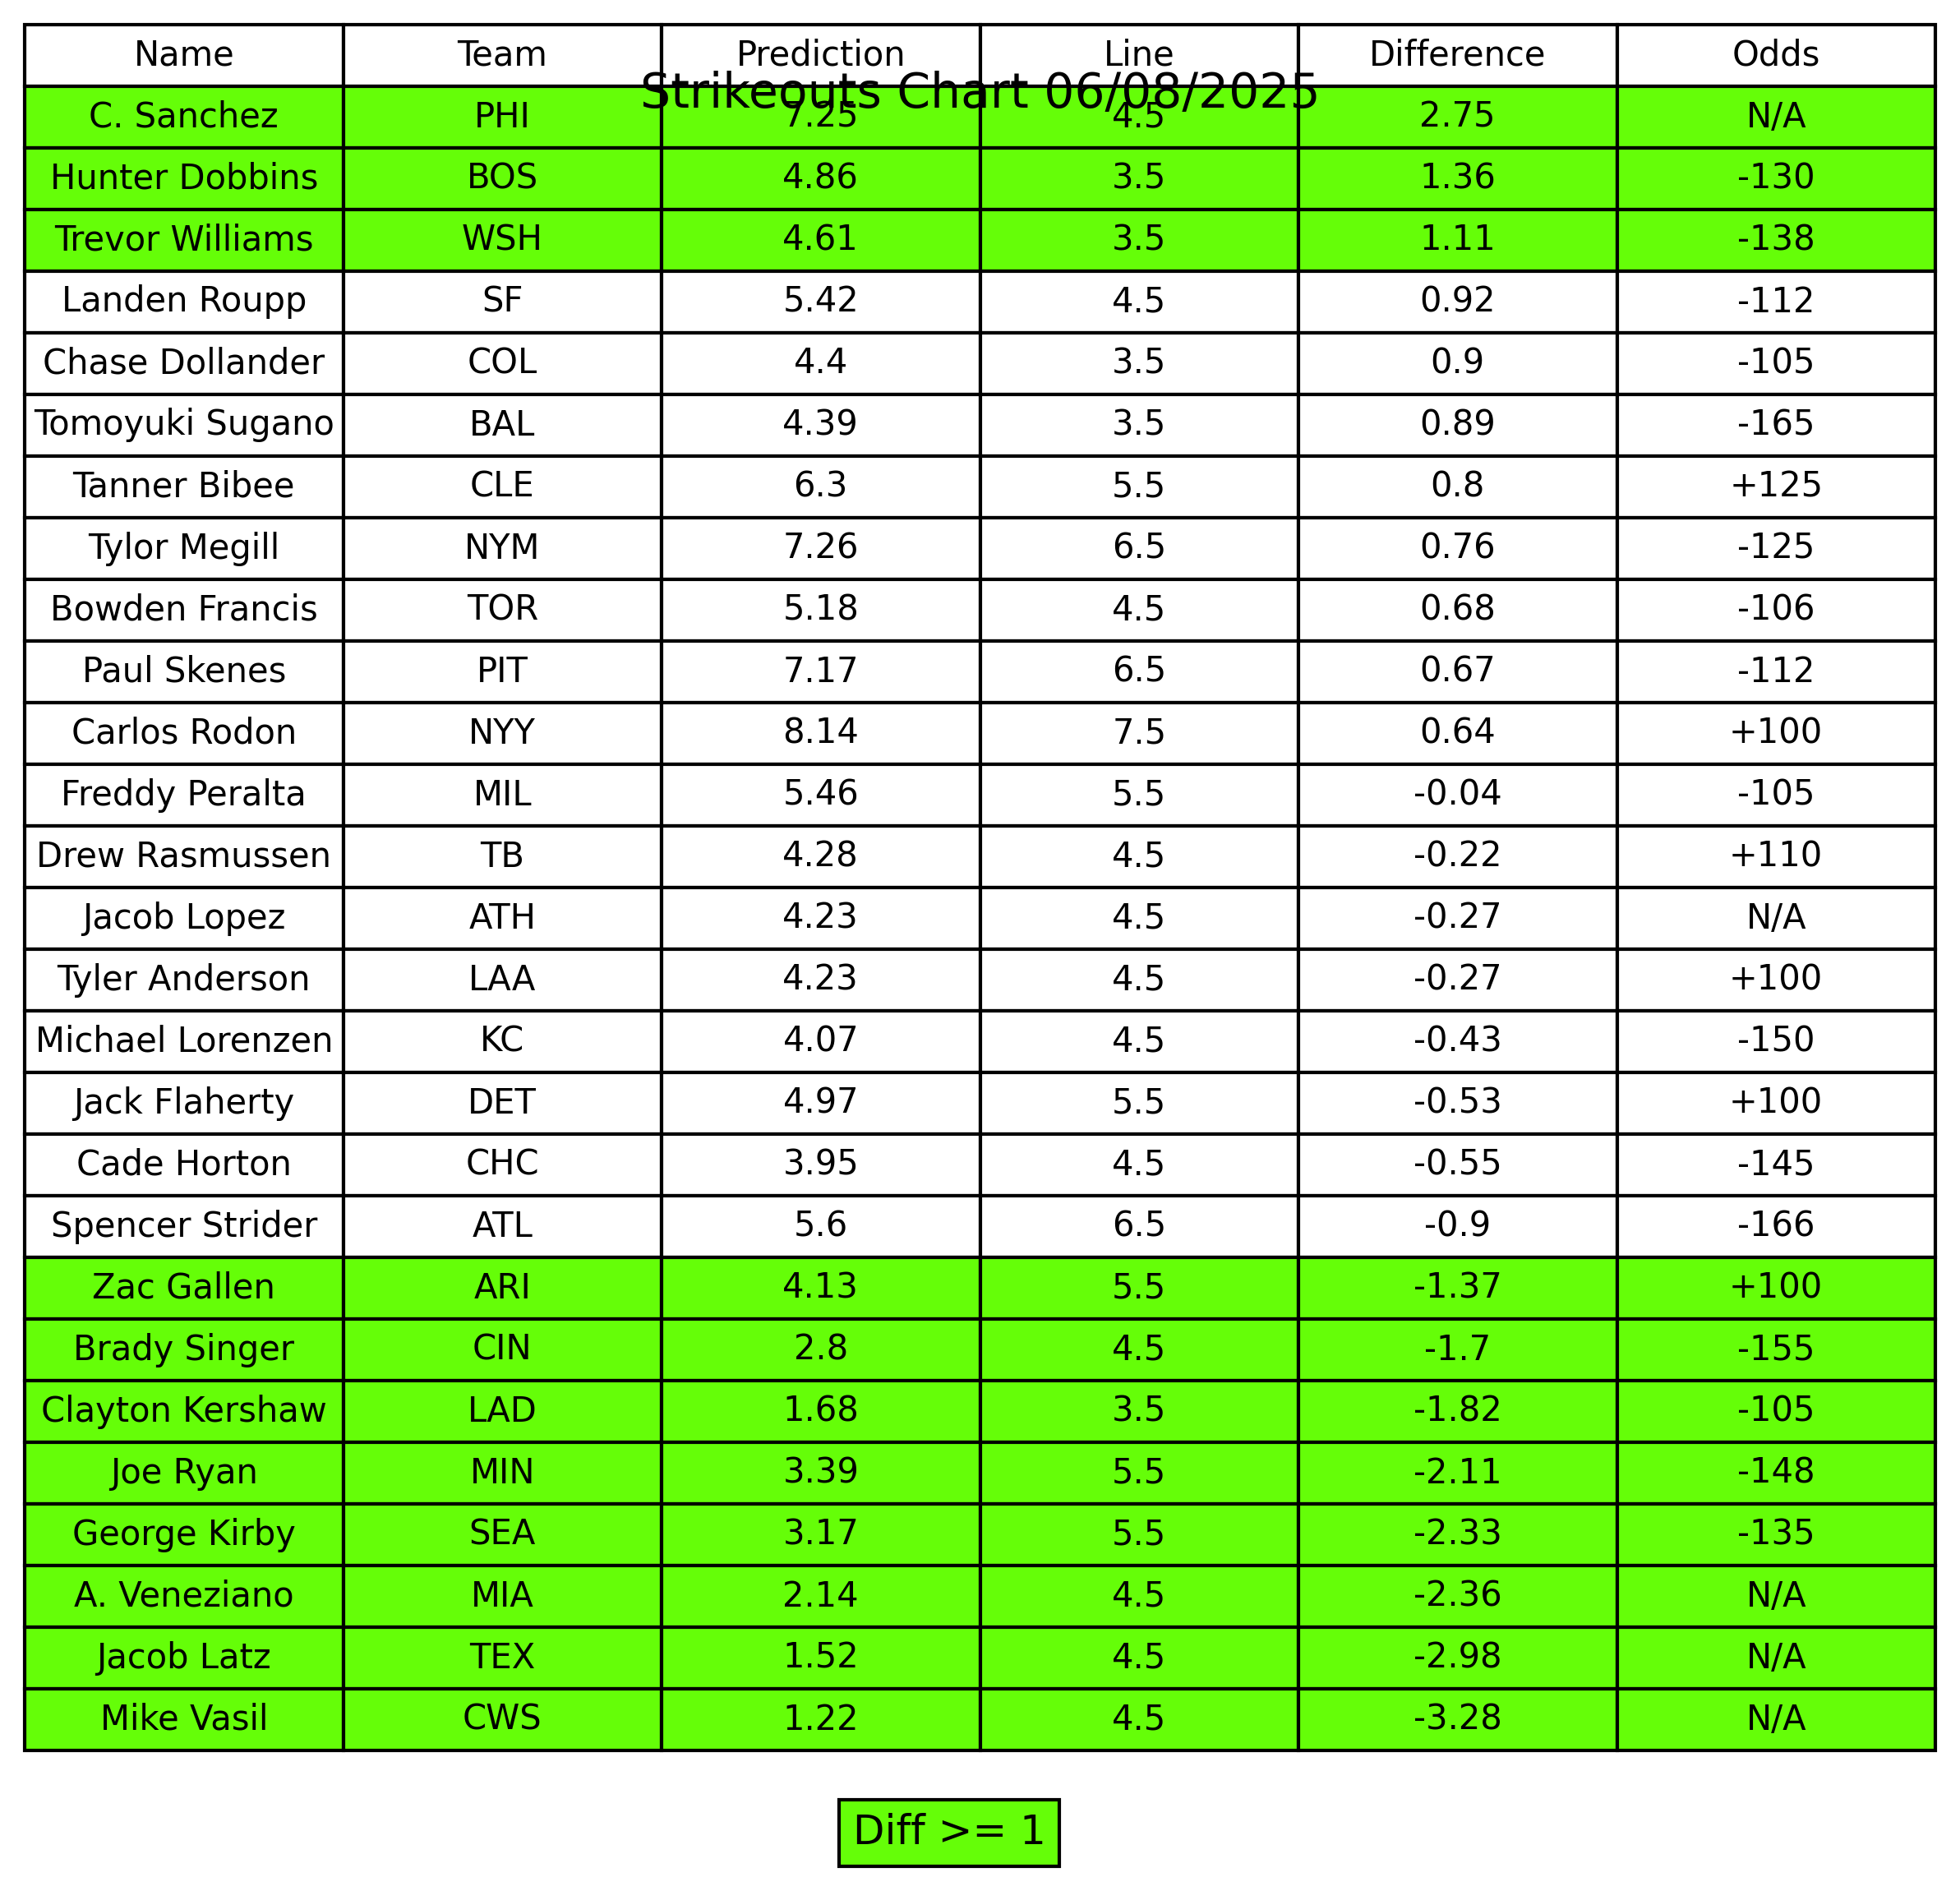 Name Team Prediction Line Difference Odds
Strikeouts Chart 06/08/2025
C. Sanchez PHI 7.25 4.5 2.75 N/A
Hunter Dobbins BOS 4.86 3.5 1.36 -130
Trevor Williams WSH 4.61 3.5 1.11 -138
Landen Roupp SF 5.42 4.5 0.92 -112
Chase Dollander COL 4.4 3.5 0.9 -105
Tomoyuki Sugano BAL 4.39 3.5 0.89 -165
Tanner Bibee CLE 6.3 5.5 0.8 +125
Tylor Megill NYM 7.26 6.5 0.76 -125
Bowden Francis TOR 5.18 4.5 0.68 -106
Paul Skenes PIT 7.17 6.5 0.67 -112
Carlos Rodon NYY 8.14 7.5 0.64 +100
Freddy Peralta MIL 5.46 5.5 -0.04 -105
Drew Rasmussen TB 4.28 4.5 -0.22 +110
Jacob Lopez ATH 4.23 4.5 -0.27 N/A
Tyler Anderson LAA 4.23 4.5 -0.27 +100
Michael Lorenzen KC 4.07 4.5 -0.43 -150
Jack Flaherty DET 4.97 5.5 -0.53 +100
Cade Horton CHC 3.95 4.5 -0.55 -145
Spencer Strider ATL 5.6 6.5 -0.9 -166
Zac Gallen ARI 4.13 5.5 -1.37 +100
Brady Singer CIN 2.8 4.5 -1.7 -155
Clayton Kershaw LAD 1.68 3.5 -1.82 -105
Joe Ryan MIN 3.39 5.5 -2.11 -148
George Kirby SEA 3.17 5.5 -2.33 -135
A. Veneziano MIA 2.14 4.5 -2.36 N/A
Jacob Latz TEX 1.52 4.5 -2.98 N/A
Mike Vasil CWS 1.22 4.5 -3.28 N/A
Diff >= 1